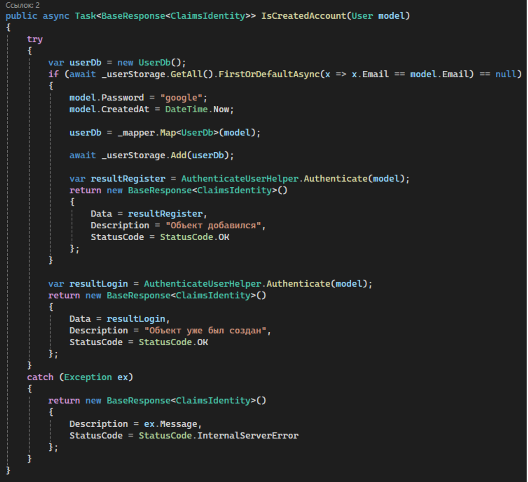 Ссылок: 2
public async Task<BaseResponse<ClaimsIdentity>> IsCreatedAccount(User model)
{
    try
    {
        var userDb = new UserDb();
        if (await _userStorage.GetAll().FirstOrDefaultAsync(x => x.Email == model.Email) == null)
        {
            model.Password = "google";
            model.CreatedAt = DateTime.Now;

            userDb = _mapper.Map<UserDb>(model);

            await _userStorage.Add(userDb);

            var resultRegister = AuthenticateUserHelper.Authenticate(model);
            return new BaseResponse<ClaimsIdentity>()
            {
                Data = resultRegister,
                Description = "Объект добавился",
                StatusCode = StatusCode.OK
            };
        }

        var resultLogin = AuthenticateUserHelper.Authenticate(model);
        return new BaseResponse<ClaimsIdentity>()
        {
            Data = resultLogin,
            Description = "Объект уже был создан",
            StatusCode = StatusCode.OK
        };
    }
    catch (Exception ex)
    {
        return new BaseResponse<ClaimsIdentity>()
        {
            Description = ex.Message,
            StatusCode = StatusCode.InternalServerError
        };
    }
}